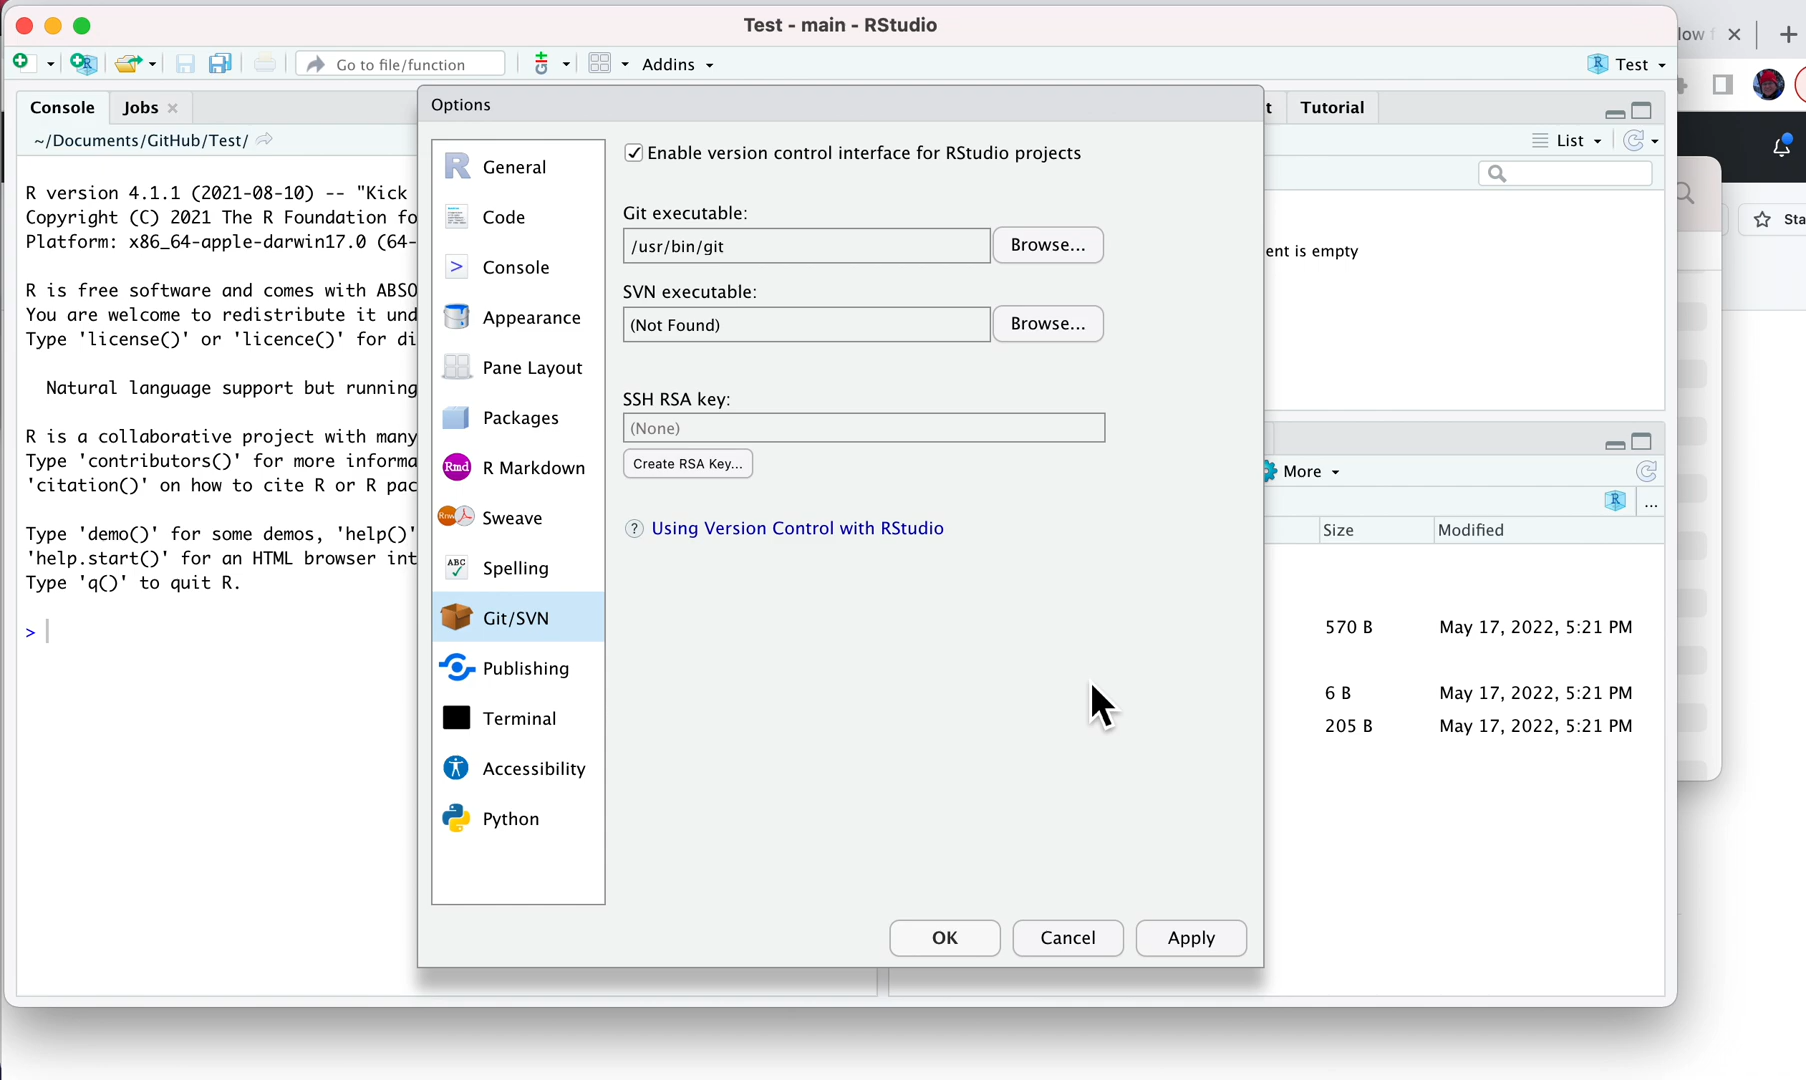 Test - main - RStudio
Go to file/function
Addins
Test
Console
Jobs
~/Documents/GitHub/Test/
R version 4.1.1 (2021-08-10) -- "Kick
Copyright (C) 2021 The R Foundation fo
Platform: x86_64-apple-darwin17.0 (64-
R is free software and comes with ABSO
You are welcome to redistribute it und
Type 'license()' or 'licence()' for di
Natural language support but running
R is a collaborative project with many
Type 'contributors()' for more informa
'citation()' on how to cite R or R pac
Type 'demo()' for some demos, 'help()'
'help.start()' for an HTML browser int
Type 'q()' to quit R.
>
Options
General
Code
Console
Appearance
Pane Layout
Packages
Rmd R Markdown
Rnw Sweave
ABC Spelling
Git/SVN
Publishing
Terminal
Accessibility
Python
Enable version control interface for RStudio projects
Git executable:
/usr/bin/git
Browse...
SVN executable:
(Not Found)
Browse...
SSH RSA key:
(None)
Create RSA Key...
? Using Version Control with RStudio
OK
Cancel
Apply
t
Tutorial
List
ent is empty
More
...
Size
Modified
570 B
May 17, 2022, 5:21 PM
6 B
May 17, 2022, 5:21 PM
205 B
May 17, 2022, 5:21 PM
low f
Sta